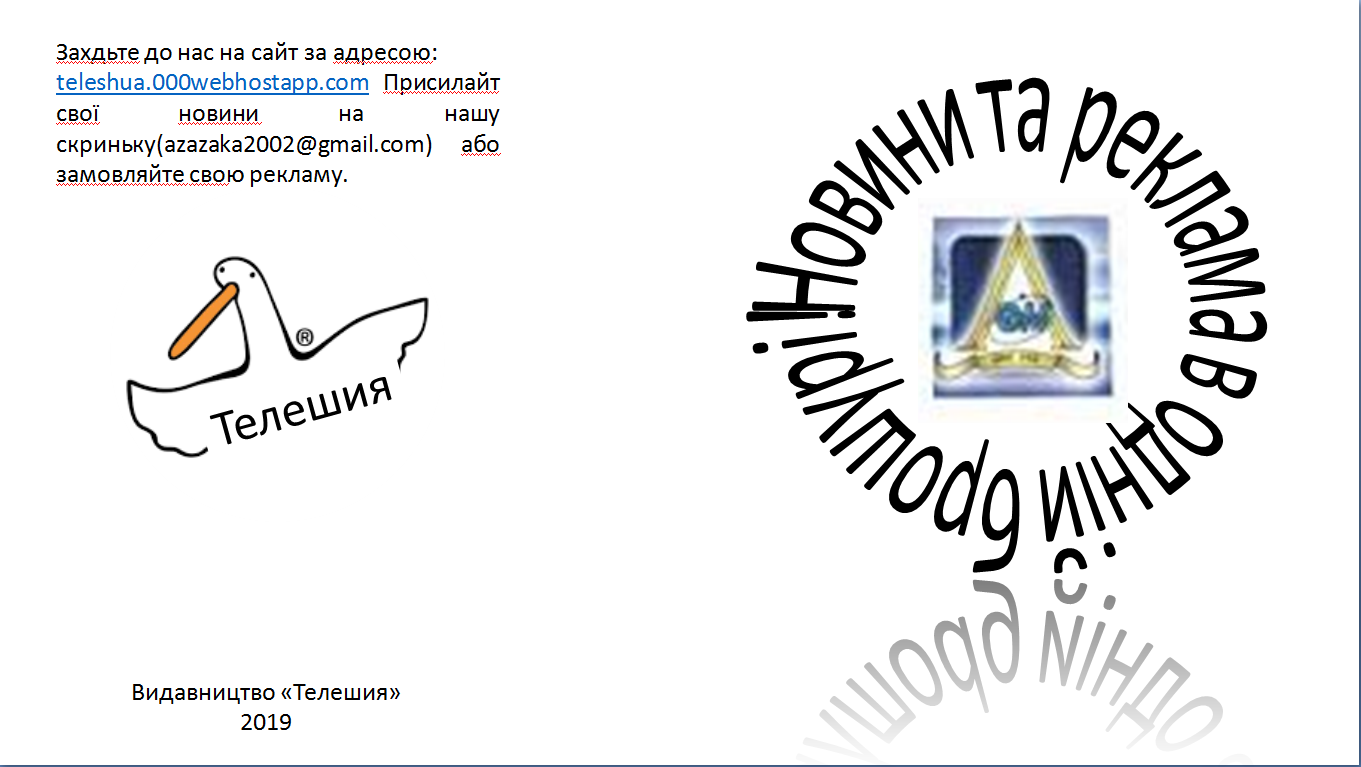 Захдьте до нас на сайт за адресою:
teleshua.000webhostapp.com Присилайт
свої новини на нашу
скриньку(azazaka2002@gmail.com) або
замовляйте свою рекламу.
®
Телешия
Видавництво «Телешия»
2019
Новини та реклама в одній брошурі!